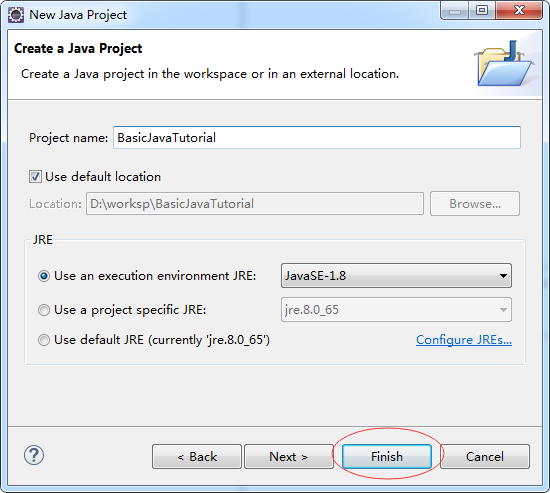 New Java Project
Create a Java Project
Create a Java project in the workspace or in an external location.
Project name: BasicJavaTutorial
Use default location
Location: D:\worksp\BasicJavaTutorial Browse...
JRE
Use an execution environment JRE: JavaSE-1.8
Use a project specific JRE: jre.8.0_65
Use default JRE (currently 'jre.8.0_65') Configure JREs...
? < Back Next > Finish Cancel